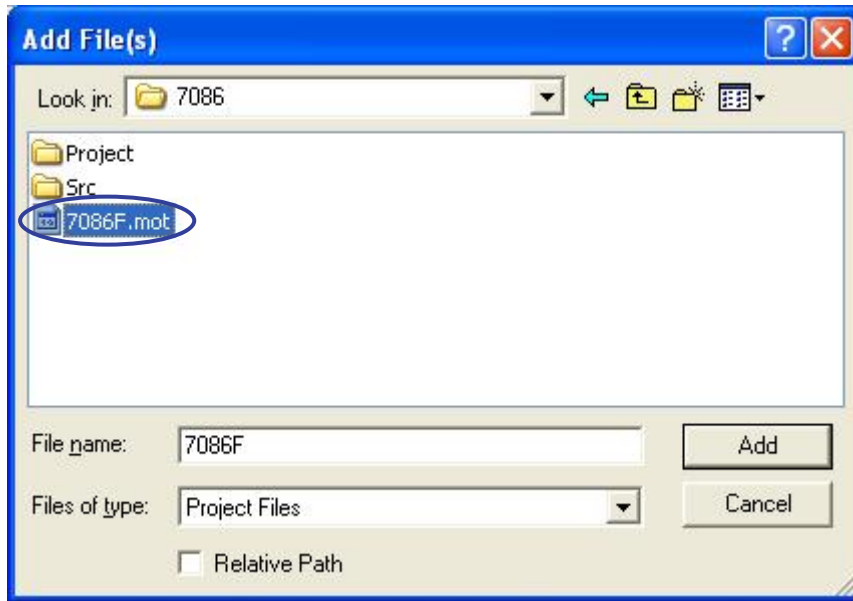 Add File(s)
Look in: 7086
Project
Src
7086F.mot
File name: 7086F Add
Files of type: Project Files Cancel
Relative Path